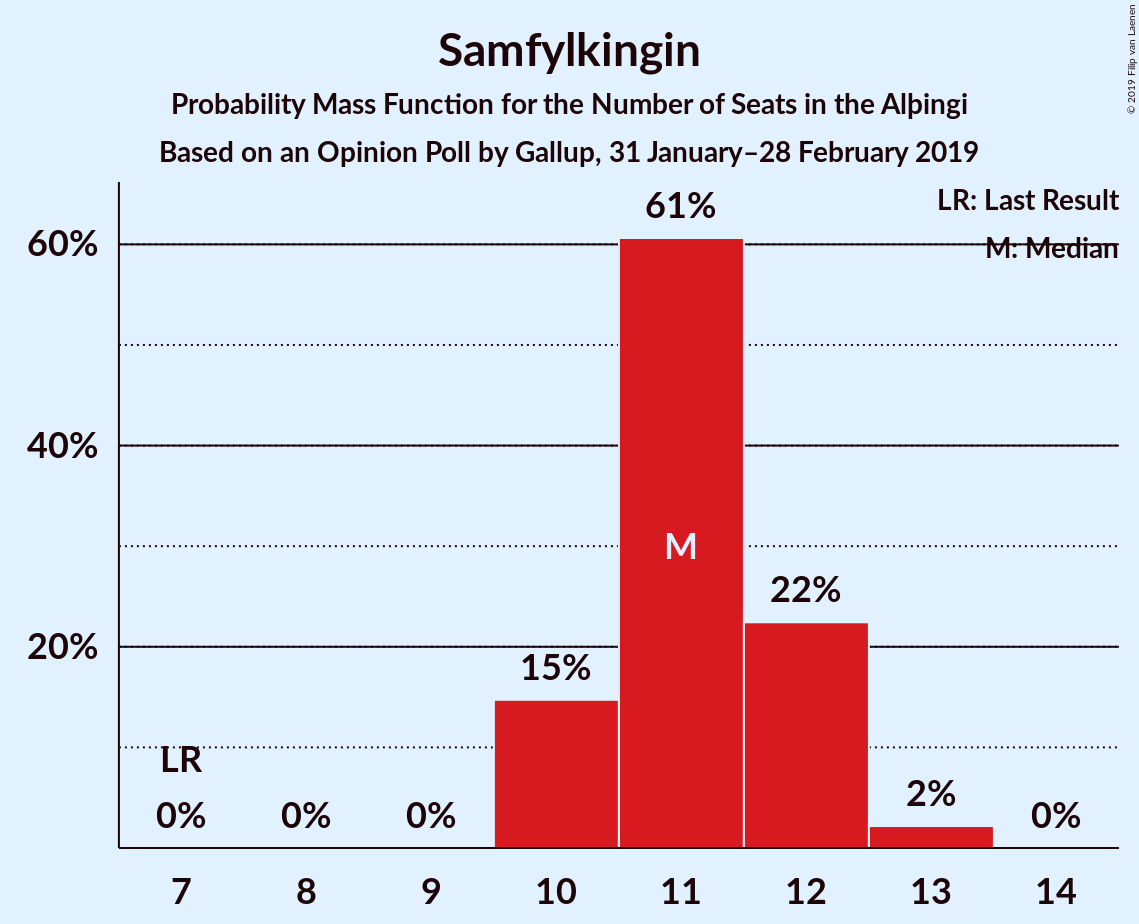 Samfylkingin
Probability Mass Function for the Number of Seats in the Alþingi
Based on an Opinion Poll by Gallup, 31 January–28 February 2019
© 2019 Filip van Laenen
LR: Last Result
M: Median
60%
40%
20%
61%
M
22%
15%
LR
2%
0%
0%
0%
0%
7
8
9
10
11
12
13
14